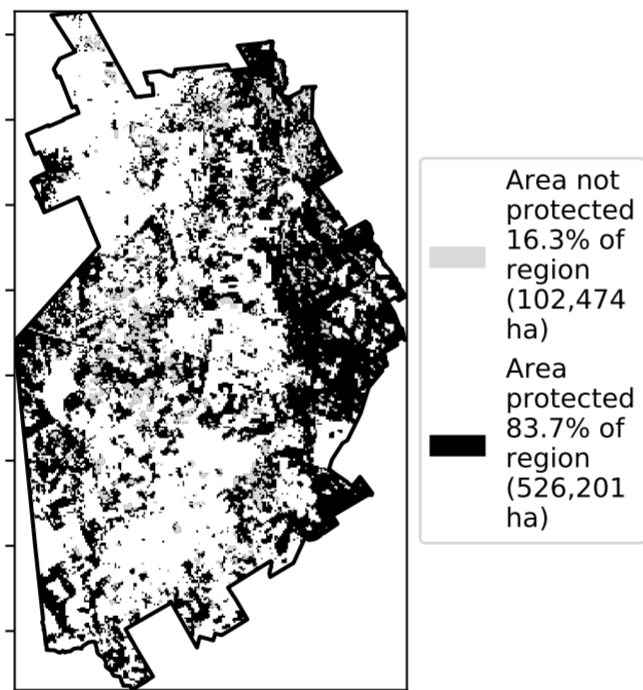 Area not
protected
16.3% of
region
(102,474
ha)
Area
protected
83.7% of
region
(526,201
ha)